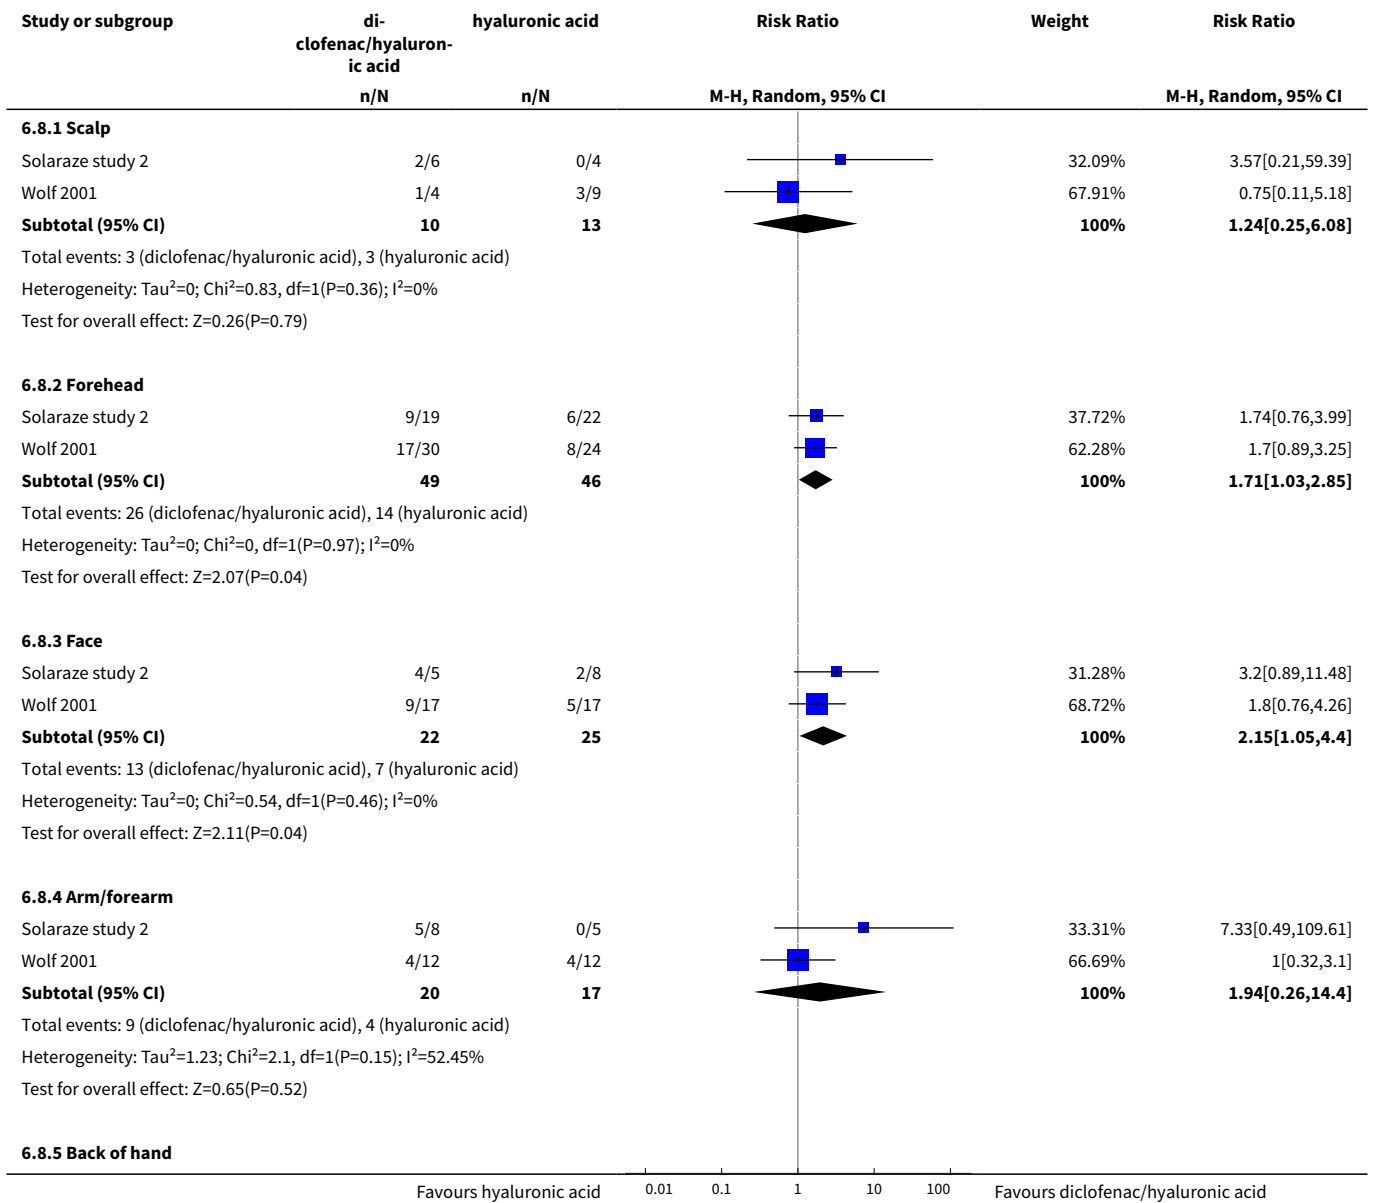 Study or subgroup di-clofenac/hyaluron-ic acid hyaluronic acid Risk Ratio Weight Risk Ratio
n/N n/N M-H, Random, 95% CI M-H, Random, 95% CI
6.8.1 Scalp
Solaraze study 2 2/6 0/4 32.09% 3.57[0.21,59.39]
Wolf 2001 1/4 3/9 67.91% 0.75[0.11,5.18]
Subtotal (95% CI) 10 13 100% 1.24[0.25,6.08]
Total events: 3 (diclofenac/hyaluronic acid), 3 (hyaluronic acid)
Heterogeneity: Tau²=0; Chi²=0.83, df=1(P=0.36); I²=0%
Test for overall effect: Z=0.26(P=0.79)
6.8.2 Forehead
Solaraze study 2 9/19 6/22 37.72% 1.74[0.76,3.99]
Wolf 2001 17/30 8/24 62.28% 1.7[0.89,3.25]
Subtotal (95% CI) 49 46 100% 1.71[1.03,2.85]
Total events: 26 (diclofenac/hyaluronic acid), 14 (hyaluronic acid)
Heterogeneity: Tau²=0; Chi²=0, df=1(P=0.97); I²=0%
Test for overall effect: Z=2.07(P=0.04)
6.8.3 Face
Solaraze study 2 4/5 2/8 31.28% 3.2[0.89,11.48]
Wolf 2001 9/17 5/17 68.72% 1.8[0.76,4.26]
Subtotal (95% CI) 22 25 100% 2.15[1.05,4.4]
Total events: 13 (diclofenac/hyaluronic acid), 7 (hyaluronic acid)
Heterogeneity: Tau²=0; Chi²=0.54, df=1(P=0.46); I²=0%
Test for overall effect: Z=2.11(P=0.04)
6.8.4 Arm/forearm
Solaraze study 2 5/8 0/5 33.31% 7.33[0.49,109.61]
Wolf 2001 4/12 4/12 66.69% 1[0.32,3.1]
Subtotal (95% CI) 20 17 100% 1.94[0.26,14.4]
Total events: 9 (diclofenac/hyaluronic acid), 4 (hyaluronic acid)
Heterogeneity: Tau²=1.23; Chi²=2.1, df=1(P=0.15); I²=52.45%
Test for overall effect: Z=0.65(P=0.52)
6.8.5 Back of hand
Favours hyaluronic acid 0.01 0.1 1 10 100 Favours diclofenac/hyaluronic acid